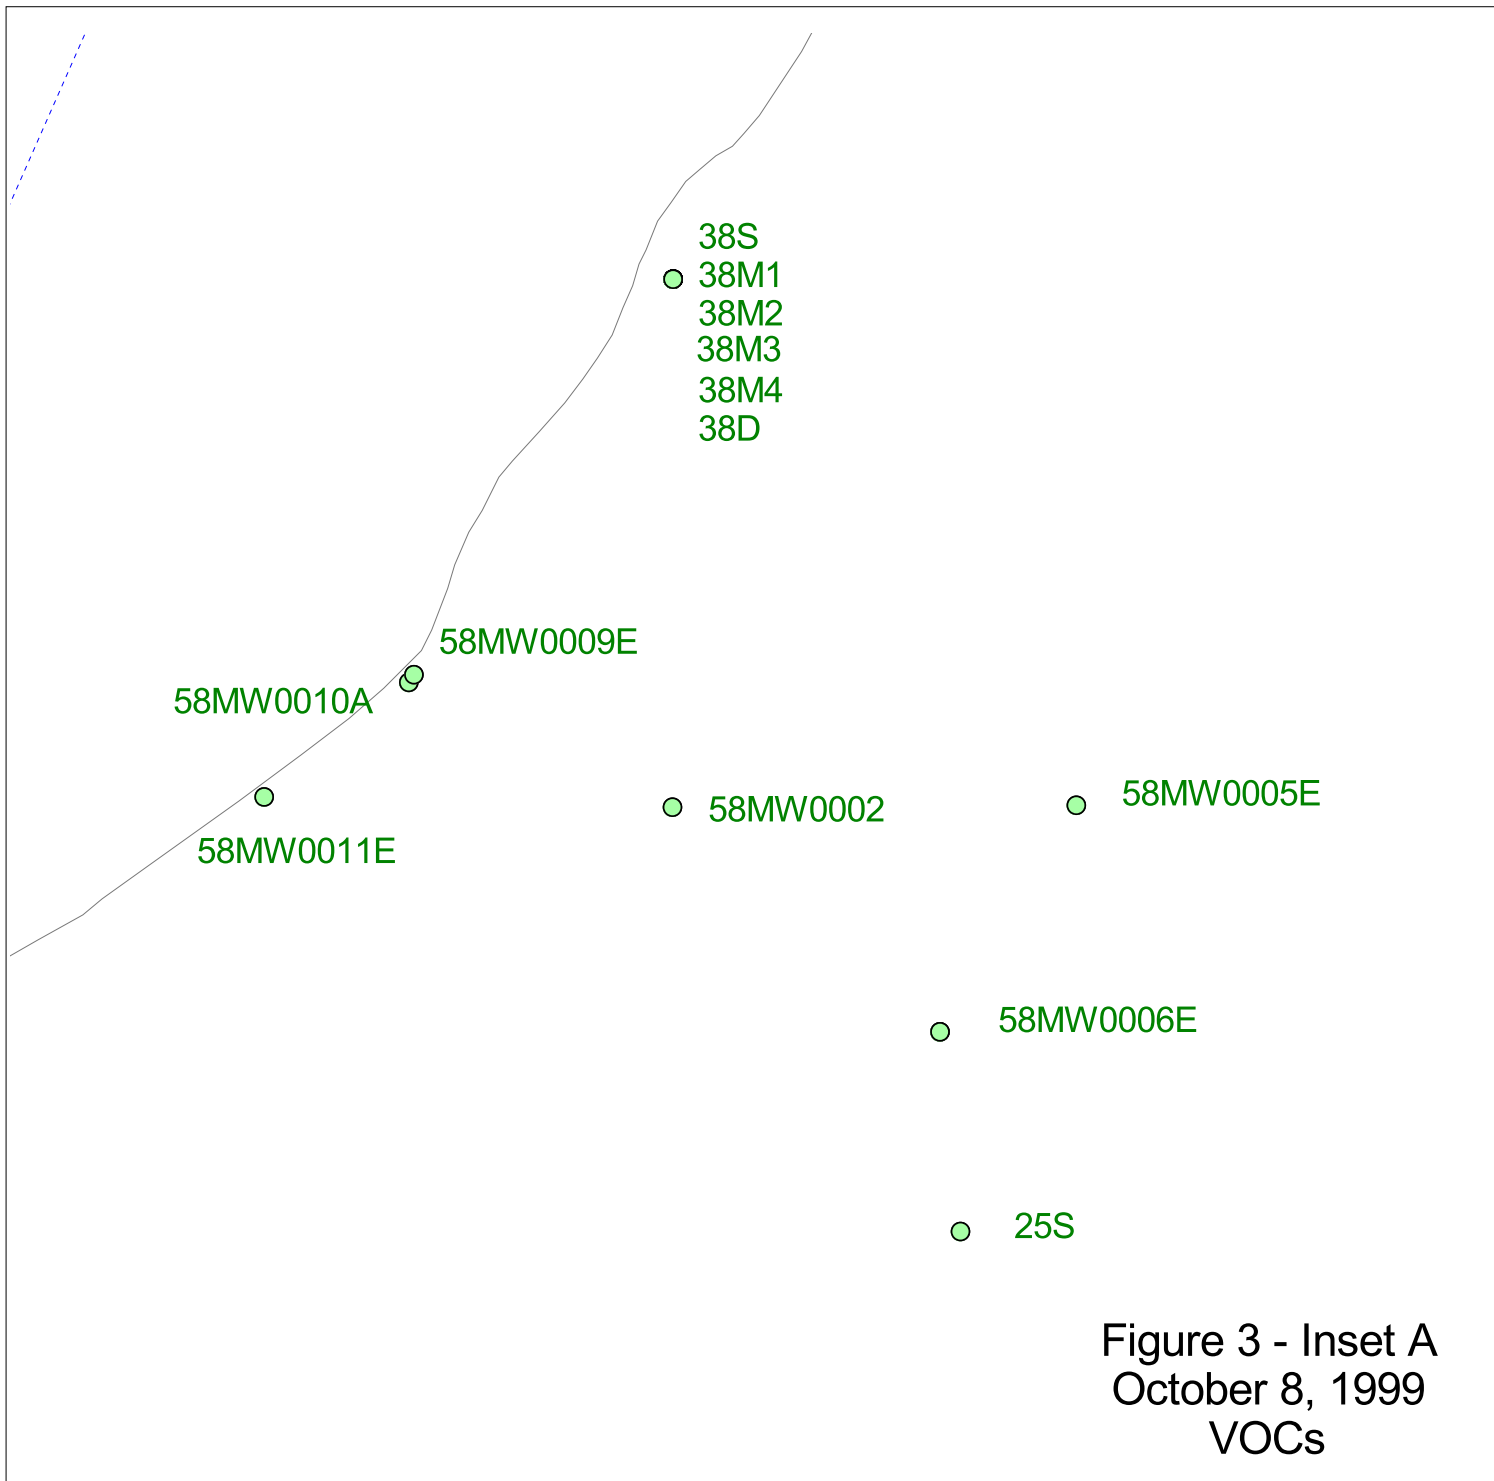 38S
38M1
38M2
38M3
38M4
38D
58MW0009E
58MW0010A
58MW0005E
58MW0002
58MW0011E
58MW0006E
25S
Figure 3 - Inset A
October 8, 1999
VOCs